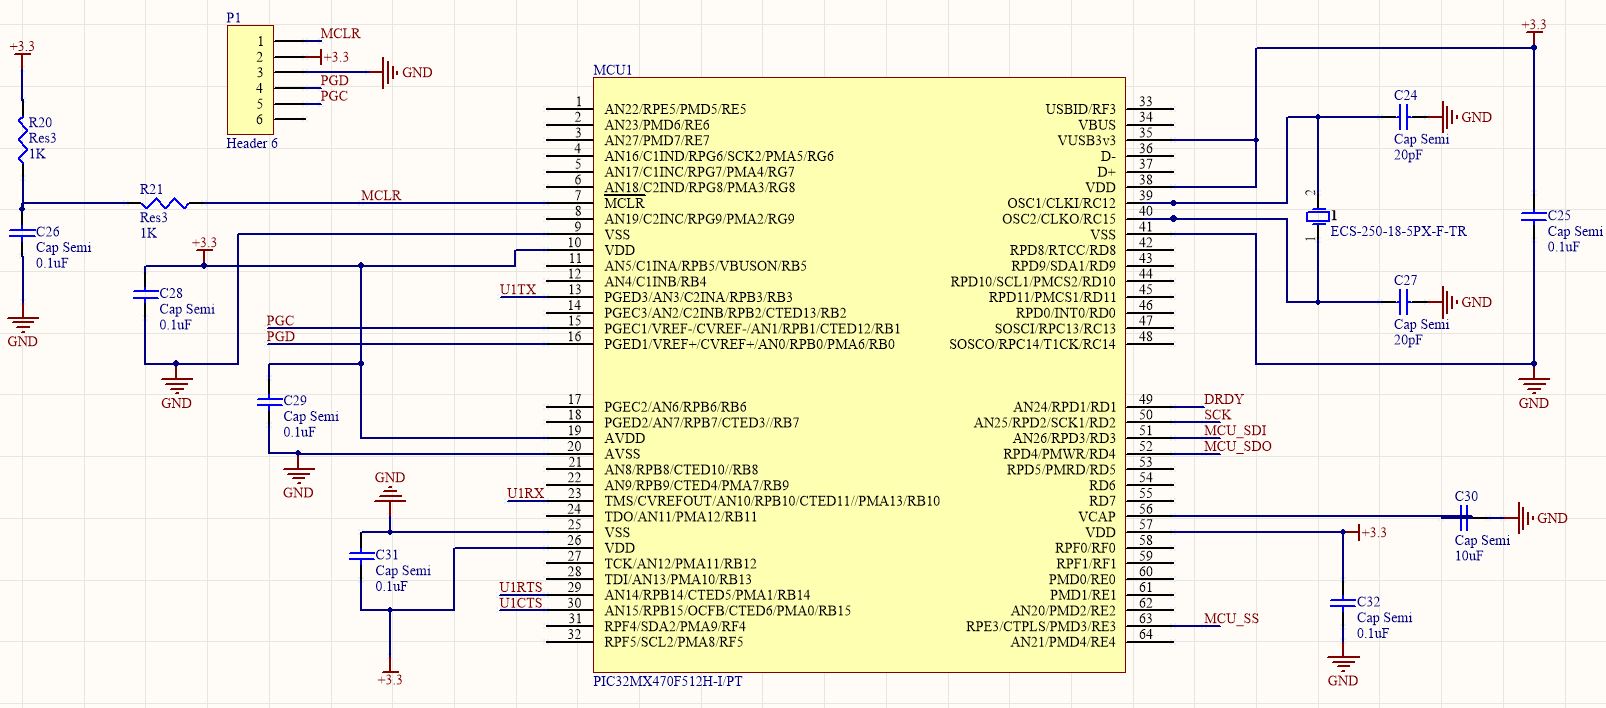 P1
1 MCLR
2 +3.3
3 GND
4 PGD
5 PGC
6
Header 6
+3.3
R20
Res3
1K
R21
Res3
1K
MCLR
C26
Cap Semi
0.1uF
GND
+3.3
C28
Cap Semi
0.1uF
GND
U1TX
PGC
PGD
C29
Cap Semi
0.1uF
GND
GND
U1RX
C31
Cap Semi
0.1uF
U1RTS
U1CTS
+3.3
MCU1
1 AN22/RPE5/PMD5/RE5
2 AN23/PMD6/RE6
3 AN27/PMD7/RE7
4 AN16/C1IND/RPG6/SCK2/PMA5/RG6
5 AN17/C1INC/RPG7/PMA4/RG7
6 AN18/C2IND/RPG8/PMA3/RG8
7 MCLR
8 AN19/C2INC/RPG9/PMA2/RG9
9 VSS
10 VDD
11 AN5/C1INA/RPB5/VBUSON/RB5
12 AN4/C1INB/RB4
13 PGED3/AN3/C2INA/RPB3/RB3
14 PGEC3/AN2/C2INB/RPB2/CTED13/RB2
15 PGEC1/VREF-/CVREF-/AN1/RPB1/CTED12/RB1
16 PGED1/VREF+/CVREF+/AN0/RPB0/PMA6/RB0
17 PGEC2/AN6/RPB6/RB6
18 PGED2/AN7/RPB7/CTED3//RB7
19 AVDD
20 AVSS
21 AN8/RPB8/CTED10//RB8
22 AN9/RPB9/CTED4/PMA7/RB9
23 TMS/CVREFOUT/AN10/RPB10/CTED11//PMA13/RB10
24 TDO/AN11/PMA12/RB11
25 VSS
26 VDD
27 TCK/AN12/PMA11/RB12
28 TDI/AN13/PMA10/RB13
29 AN14/RPB14/CTED5/PMA1/RB14
30 AN15/RPB15/OCFB/CTED6/PMA0/RB15
31 RPF4/SDA2/PMA9/RF4
32 RPF5/SCL2/PMA8/RF5
USBID/RF3 33
VBUS 34
VUSB3v3 35
D- 36
D+ 37
VDD 38
OSC1/CLKI/RC12 39
OSC2/CLKO/RC15 40
VSS 41
RPD8/RTCC/RD8 42
RPD9/SDA1/RD9 43
RPD10/SCL1/PMCS2/RD10 44
RPD11/PMCS1/RD11 45
RPD0/INT0/RD0 46
SOSCI/RPC13/RC13 47
SOSCO/RPC14/T1CK/RC14 48
AN24/RPD1/RD1 49 DRDY
AN25/RPD2/SCK1/RD2 50 SCK
AN26/RPD3/RD3 51 MCU_SDI
RPD4/PMWR/RD4 52 MCU_SDO
RPD5/PMRD/RD5 53
RD6 54
RD7 55
VCAP 56
VDD 57
RPF0/RF0 58
RPF1/RF1 59
PMD0/RE0 60
PMD1/RE1 61
AN20/PMD2/RE2 62
RPE3/CTPLS/PMD3/RE3 63 MCU_SS
AN21/PMD4/RE4 64
PIC32MX470F512H-I/PT
+3.3
C24
GND
Cap Semi
20pF
2
1
1
ECS-250-18-5PX-F-TR
C25
Cap Semi
0.1uF
C27
GND
Cap Semi
20pF
GND
C30
GND
Cap Semi
10uF
+3.3
C32
Cap Semi
0.1uF
GND